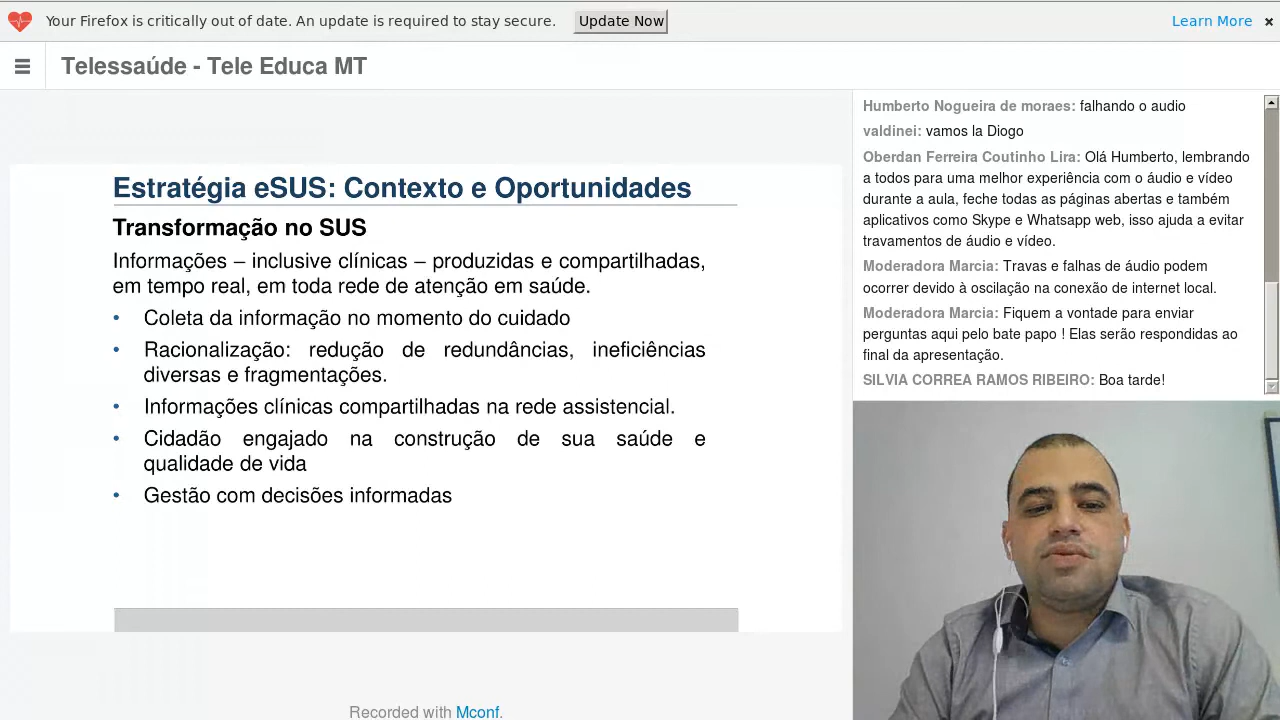 Your Firefox is critically out of date. An update is required to stay secure. Update Now Learn More ×
Telessaúde - Tele Educa MT
Estratégia eSUS: Contexto e Oportunidades
Transformação no SUS
Informações – inclusive clínicas – produzidas e compartilhadas,
em tempo real, em toda rede de atenção em saúde.
• Coleta da informação no momento do cuidado
• Racionalização: redução de redundâncias, ineficiências
diversas e fragmentações.
• Informações clínicas compartilhadas na rede assistencial.
• Cidadão engajado na construção de sua saúde e
qualidade de vida
• Gestão com decisões informadas
Recorded with Mconf.
Humberto Nogueira de moraes: falhando o audio
valdinei: vamos la Diogo
Oberdan Ferreira Coutinho Lira: Olá Humberto, lembrando
a todos para uma melhor experiência com o áudio e vídeo
durante a aula, feche todas as páginas abertas e também
aplicativos como Skype e Whatsapp web, isso ajuda a evitar
travamentos de áudio e vídeo.
Moderadora Marcia: Travas e falhas de áudio podem
ocorrer devido à oscilação na conexão de internet local.
Moderadora Marcia: Fiquem a vontade para enviar
perguntas aqui pelo bate papo ! Elas serão respondidas ao
final da apresentação.
SILVIA CORREA RAMOS RIBEIRO: Boa tarde!